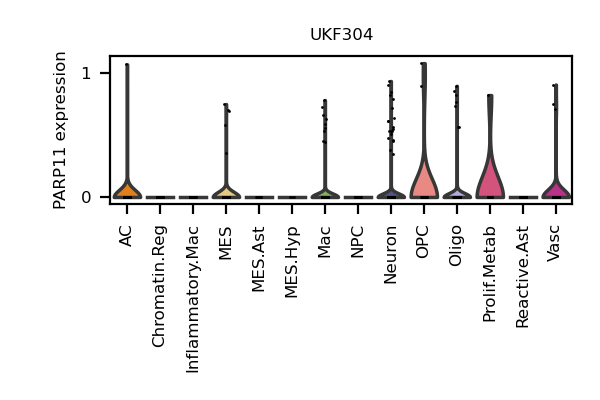 UKF304
PARP11 expression
1
0
AC
Chromatin.Reg
Inflammatory.Mac
MES
MES.Ast
MES.Hyp
Mac
NPC
Neuron
OPC
Oligo
Prolif.Metab
Reactive.Ast
Vasc